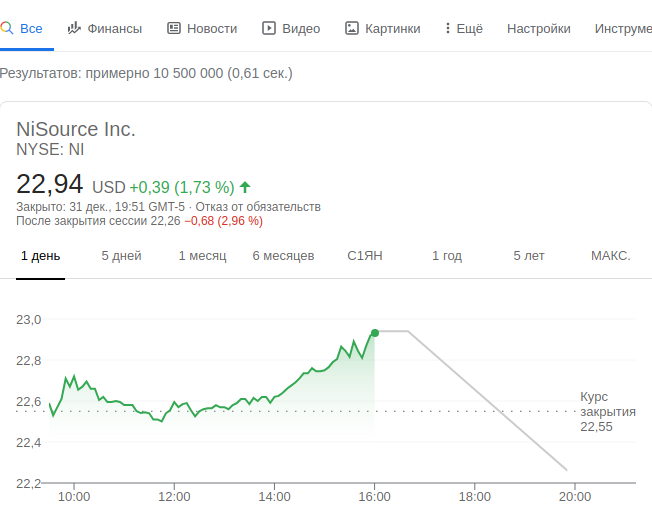 Все Финансы Новости Видео Картинки Ещё Настройки Инструме
Результатов: примерно 10 500 000 (0,61 сек.)
NiSource Inc.
NYSE: NI
22,94 USD +0,39 (1,73 %)
Закрыто: 31 дек., 19:51 GMT-5 · Отказ от обязательств
После закрытия сессии 22,26 −0,68 (2,96 %)
1 день 5 дней 1 месяц 6 месяцев С1ЯН 1 год 5 лет МАКС.
23,0
22,8
22,6
22,4
22,2
Курс
закрытия
22,55
10:00 12:00 14:00 16:00 18:00 20:00